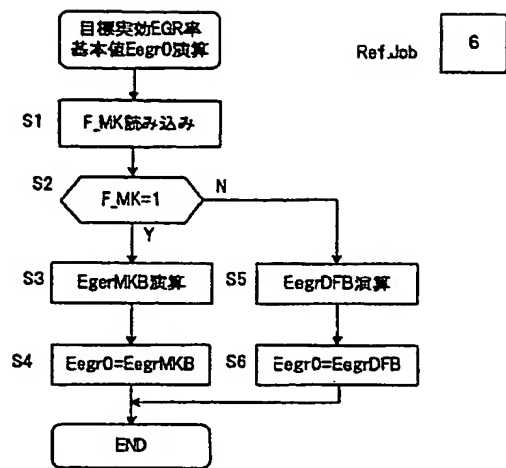 目標実効EGR率
基本値Eegr0演算
Ref.Job
6
S1
F_MK読み込み
S2
F_MK=1
N
Y
S3
EgerMKB演算
S5
EegrDFB演算
S4
Eegr0=EegrMKB
S6
Eegr0=EegrDFB
END